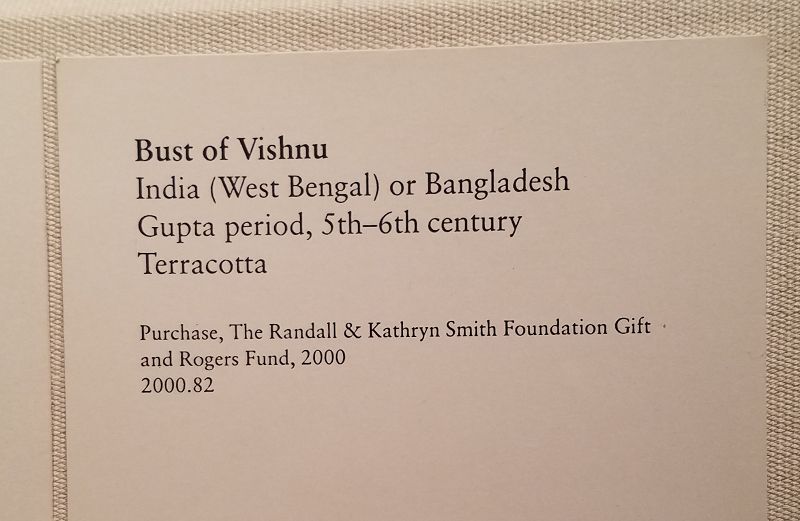 Bust of Vishnu
India (West Bengal) or Bangladesh
Gupta period, 5th–6th century
Terracotta
Purchase, The Randall & Kathryn Smith Foundation Gift
and Rogers Fund, 2000
2000.82